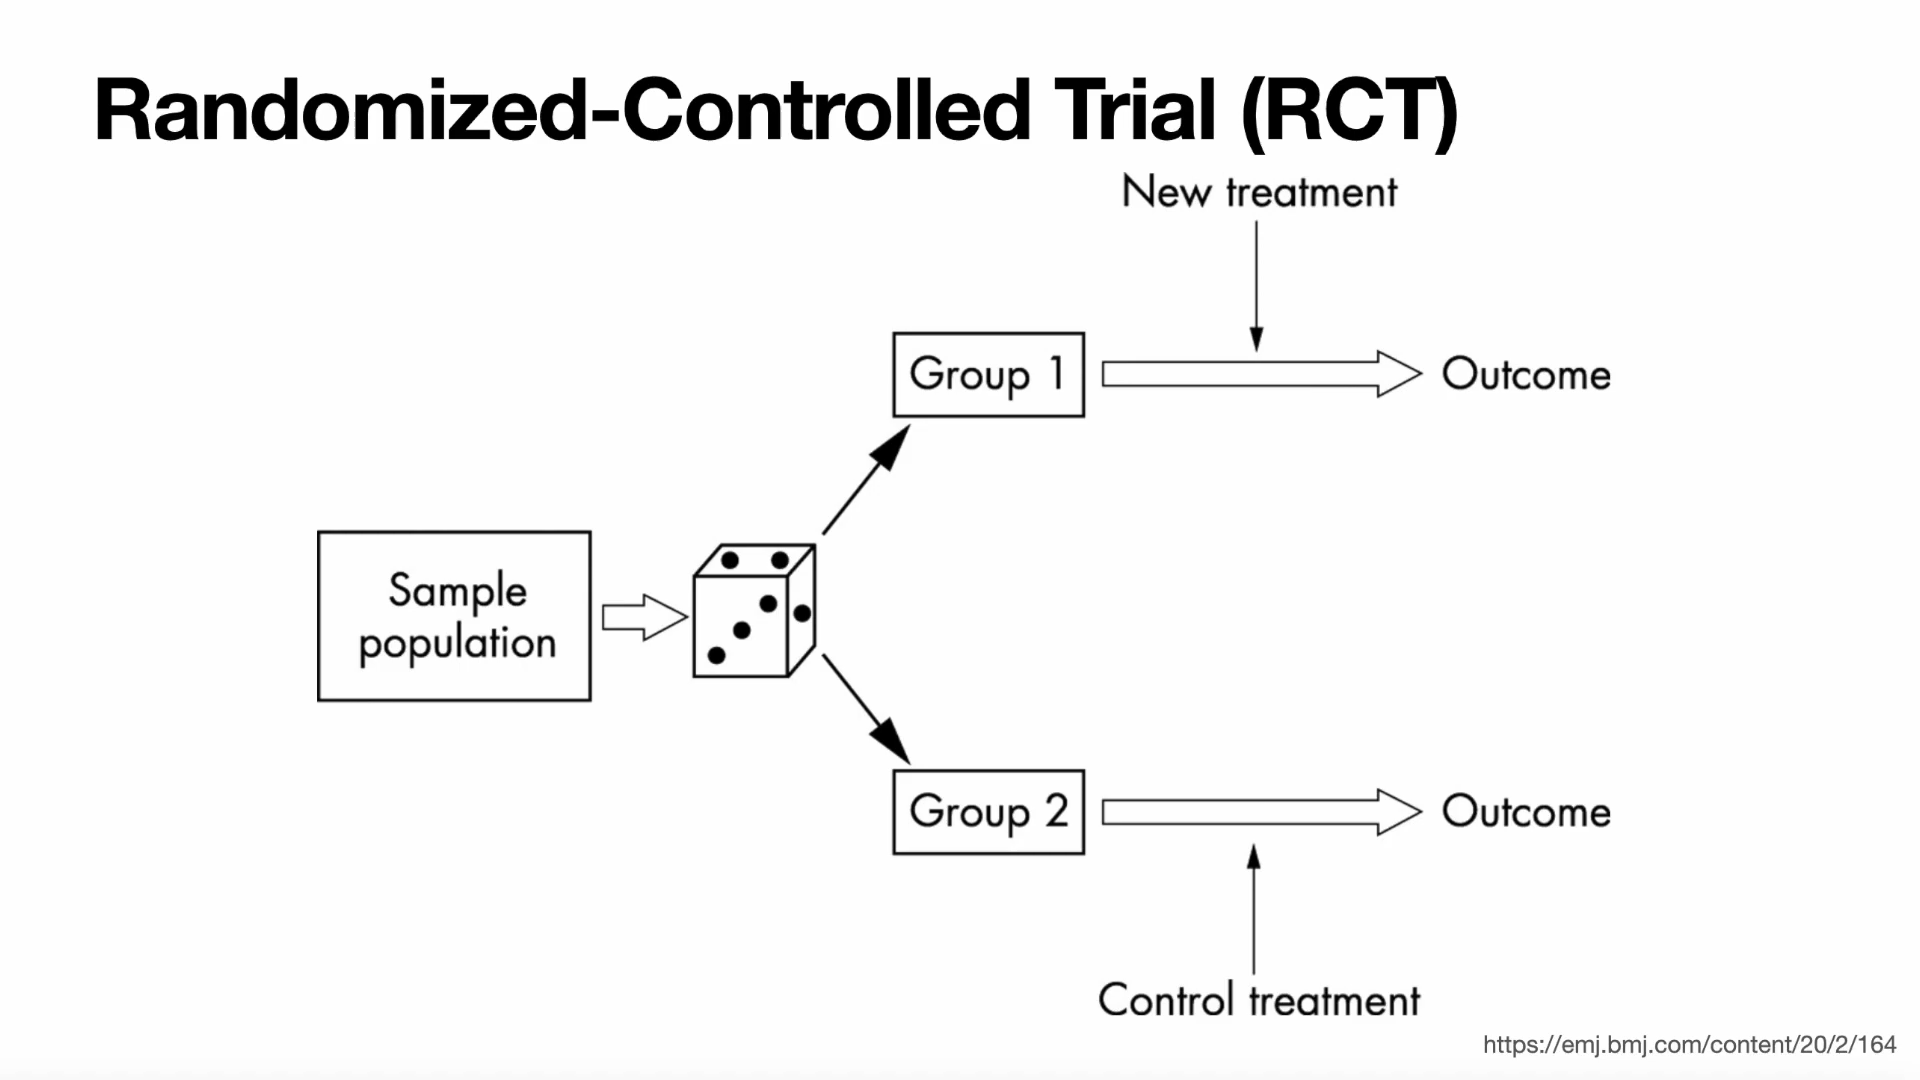 Randomized-Controlled Trial (RCT)
New treatment
Group 1
Outcome
Sample
population
Group 2
Outcome
Control treatment
https://emj.bmj.com/content/20/2/164